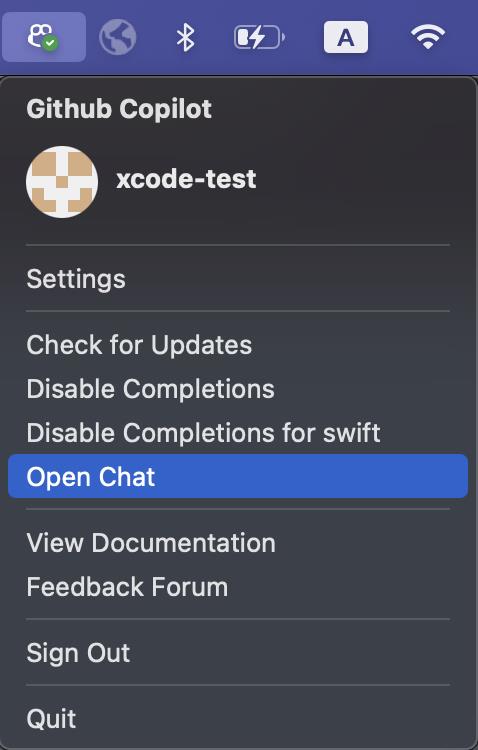 A
Github Copilot
xcode-test
Settings
Check for Updates
Disable Completions
Disable Completions for swift
Open Chat
View Documentation
Feedback Forum
Sign Out
Quit